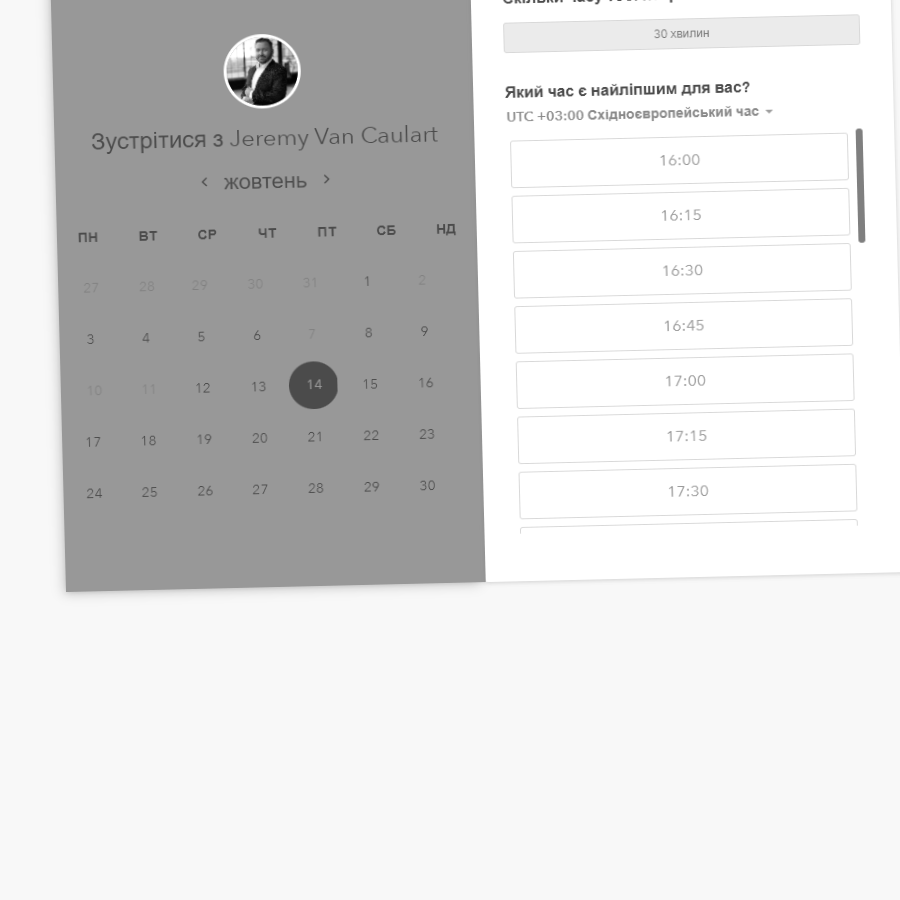 Зустрітися з Jeremy Van Caulart
жовтень
ПН ВТ СР ЧТ ПТ СБ НД
27 28 29 30 31 1 2
3 4 5 6 7 8 9
10 11 12 13 14 15 16
17 18 19 20 21 22 23
24 25 26 27 28 29 30
30 хвилин
Який час є найліпшим для вас?
UTC +03:00 Східноєвропейський час
16:00
16:15
16:30
16:45
17:00
17:15
17:30